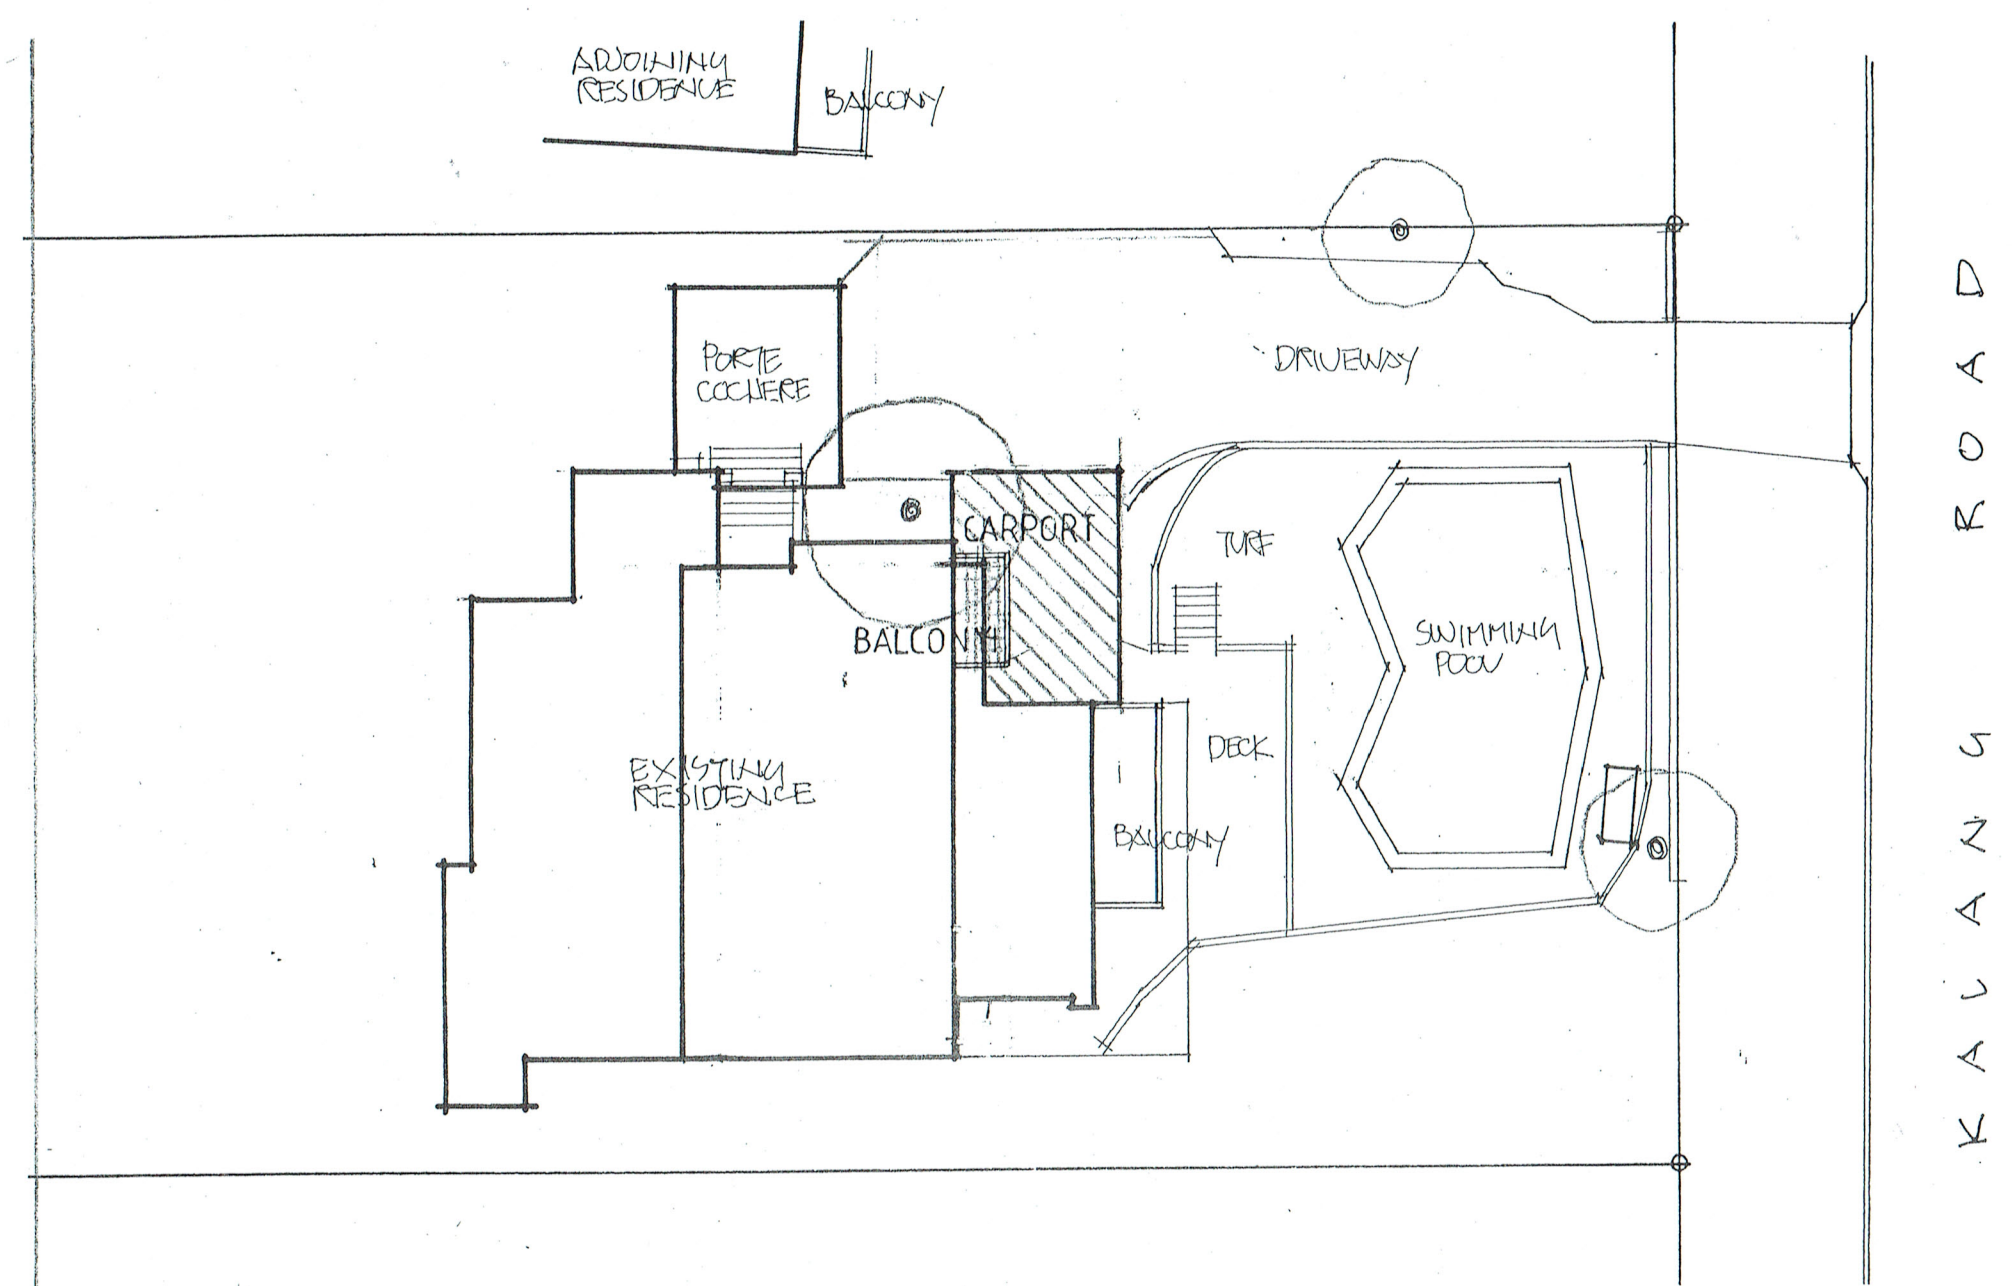 ADJOINING
RESIDENCE
BALCONY
PORTE
COCHERE
DRIVEWAY
CARPORT
TURF
BALCONY
SWIMMING
POOL
EXISTING
RESIDENCE
DECK
BALCONY
KALANG ROAD